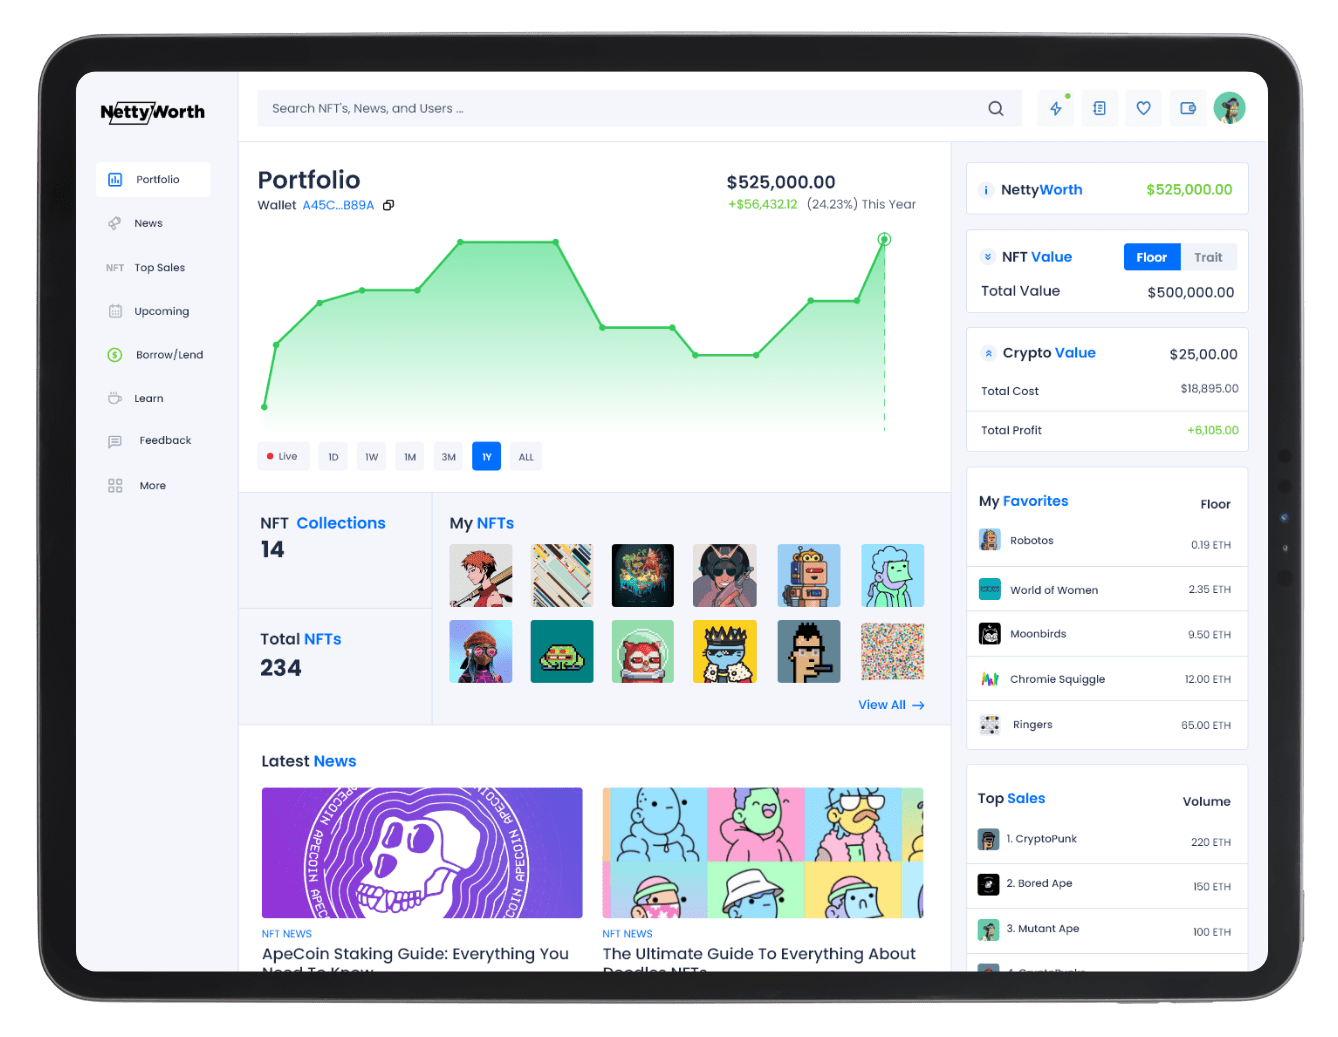 NettyWorth
Search NFT's, News, and Users ...
Portfolio
News
NFT Top Sales
Upcoming
$ Borrow/Lend
Learn
Feedback
More
Portfolio
Wallet A45C...B89A
$525,000.00
+$56,432.12 (24.23%) This Year
Live 1D 1W 1M 3M 1Y ALL
NFT Collections
14
Total NFTs
234
My NFTs
View All →
Latest News
APECOIN APECOIN APECOIN
NFT NEWS
ApeCoin Staking Guide: Everything You
Need To Know
NFT NEWS
The Ultimate Guide To Everything About
Doodles NFTs
i NettyWorth $525,000.00
NFT Value Floor Trait
Total Value $500,000.00
Crypto Value $25,00.00
Total Cost $18,895.00
Total Profit +6,105.00
My Favorites Floor
Robotos 0.19 ETH
World of Women 2.35 ETH
Moonbirds 9.50 ETH
Chromie Squiggle 12.00 ETH
Ringers 65.00 ETH
Top Sales Volume
1. CryptoPunk 220 ETH
2. Bored Ape 150 ETH
3. Mutant Ape 100 ETH
4. CryptoPunks